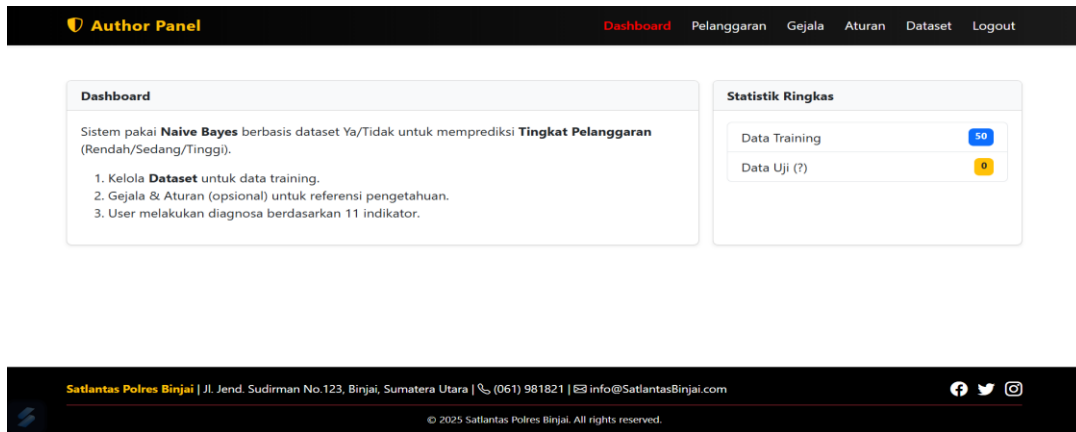 Author Panel
Dashboard Pelanggaran Gejala Aturan Dataset Logout
Dashboard
Sistem pakai Naive Bayes berbasis dataset Ya/Tidak untuk memprediksi Tingkat Pelanggaran
(Rendah/Sedang/Tinggi).
1. Kelola Dataset untuk data training.
2. Gejala & Aturan (opsional) untuk referensi pengetahuan.
3. User melakukan diagnosa berdasarkan 11 indikator.
Statistik Ringkas
Data Training 50
Data Uji (?) 0
Satlantas Polres Binjai | Jl. Jend. Sudirman No.123, Binjai, Sumatera Utara | (061) 981821 | info@SatlantasBinjai.com
© 2025 Satlantas Polres Binjai. All rights reserved.